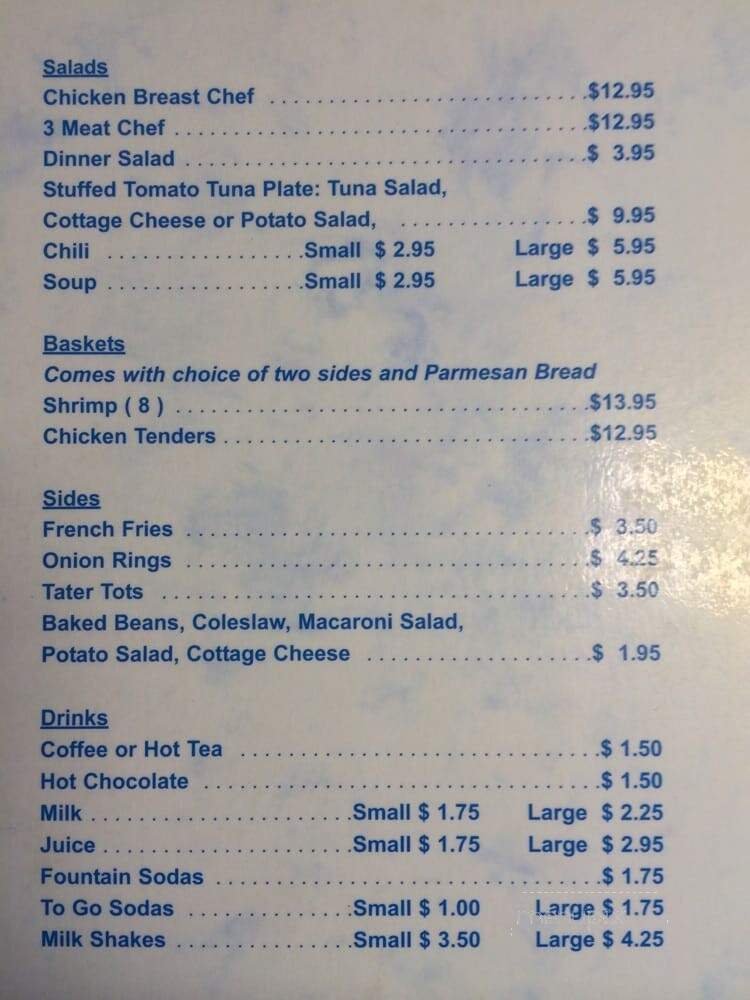 Salads
Chicken Breast Chef ..............................$12.95
3 Meat Chef ......................................$12.95
Dinner Salad .....................................$ 3.95
Stuffed Tomato Tuna Plate: Tuna Salad,
Cottage Cheese or Potato Salad, ................$ 9.95
Chili .................Small $ 2.95 Large $ 5.95
Soup .................Small $ 2.95 Large $ 5.95
Baskets
Comes with choice of two sides and Parmesan Bread
Shrimp ( 8 ) .....................................$13.95
Chicken Tenders ................................$12.95
Sides
French Fries ....................................$ 3.50
Onion Rings ....................................$ 4.25
Tater Tots ......................................$ 3.50
Baked Beans, Coleslaw, Macaroni Salad,
Potato Salad, Cottage Cheese ...................$ 1.95
Drinks
Coffee or Hot Tea ..............................$ 1.50
Hot Chocolate ..................................$ 1.50
Milk ......................Small $ 1.75 Large $ 2.25
Juice .....................Small $ 1.75 Large $ 2.95
Fountain Sodas .................................$ 1.75
To Go Sodas ..............Small $ 1.00 Large $ 1.75
Milk Shakes ...............Small $ 3.50 Large $ 4.25